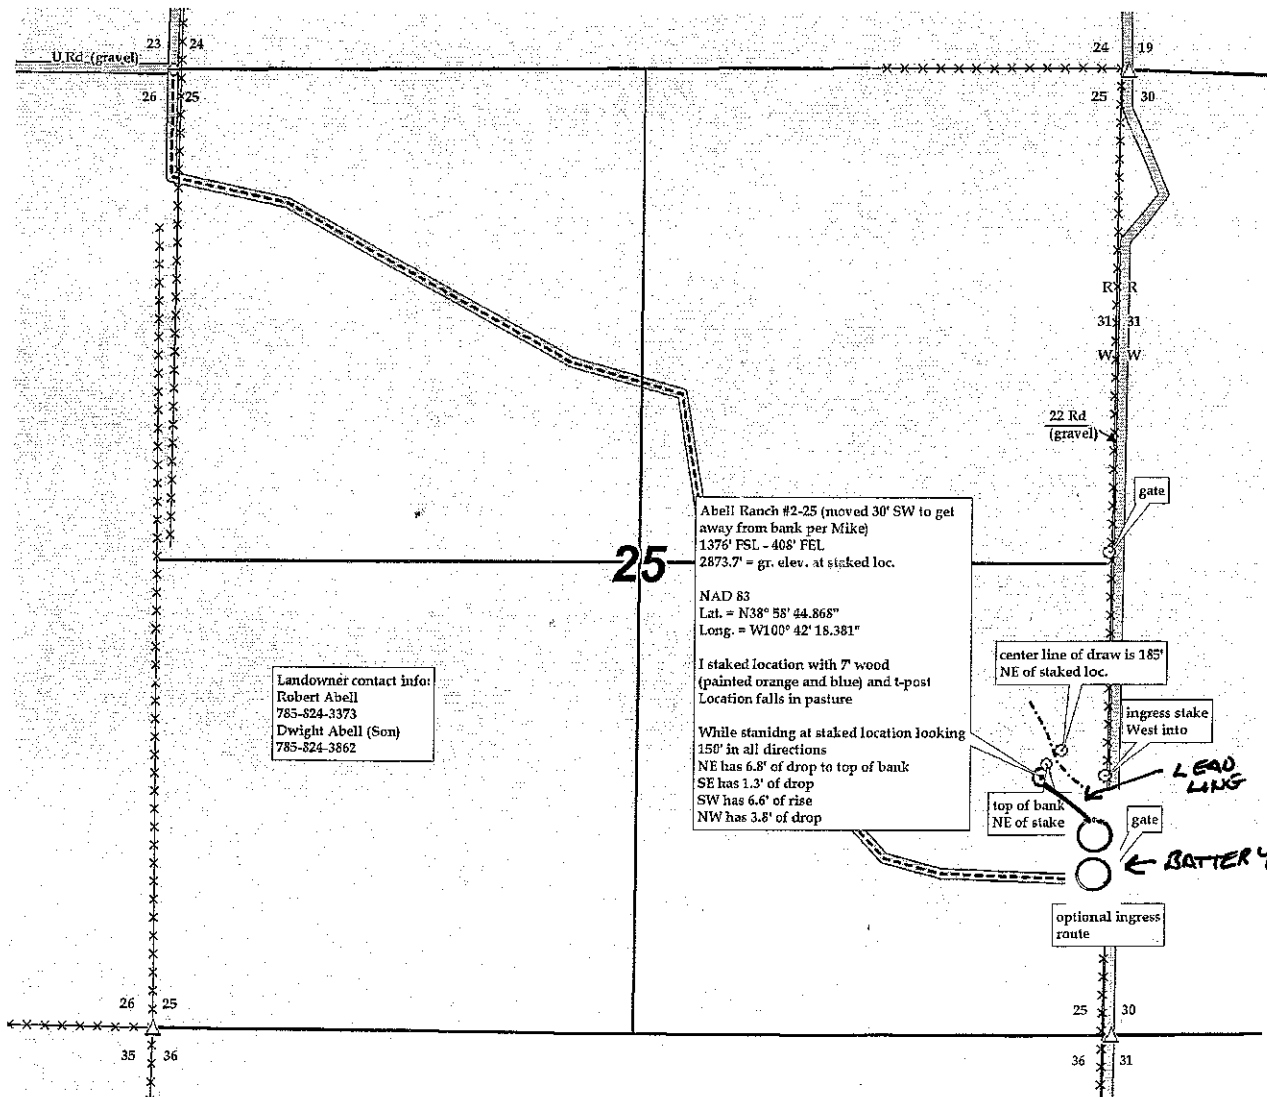 23 24
U Rd (gravel)
26 25
24 19
25 30
R R
31 31
W W
22 Rd
(gravel)
gate
Abell Ranch #2-25 (moved 30' SW to get
away from bank per Mike)
1376' FSL - 408' FEL
2873.7' = gr. elev. at staked loc.
NAD 83
Lat. = N38° 58' 44.868"
Long. = W100° 42' 18.381"
I staked location with 7' wood
(painted orange and blue) and t-post
Location falls in pasture
While stanidng at staked location looking
150' in all directions
NE has 6.8' of drop to top of bank
SE has 1.3' of drop
SW has 6.6' of rise
NW has 3.8' of drop
25
Landowner contact info:
Robert Abell
785-824-3373
Dwight Abell (Son)
785-824-3862
center line of draw is 185'
NE of staked loc.
ingress stake
West into
LEAD
LING
top of bank
NE of stake
gate
BATTERY
optional ingress
route
26 25
35 36
25 30
36 31